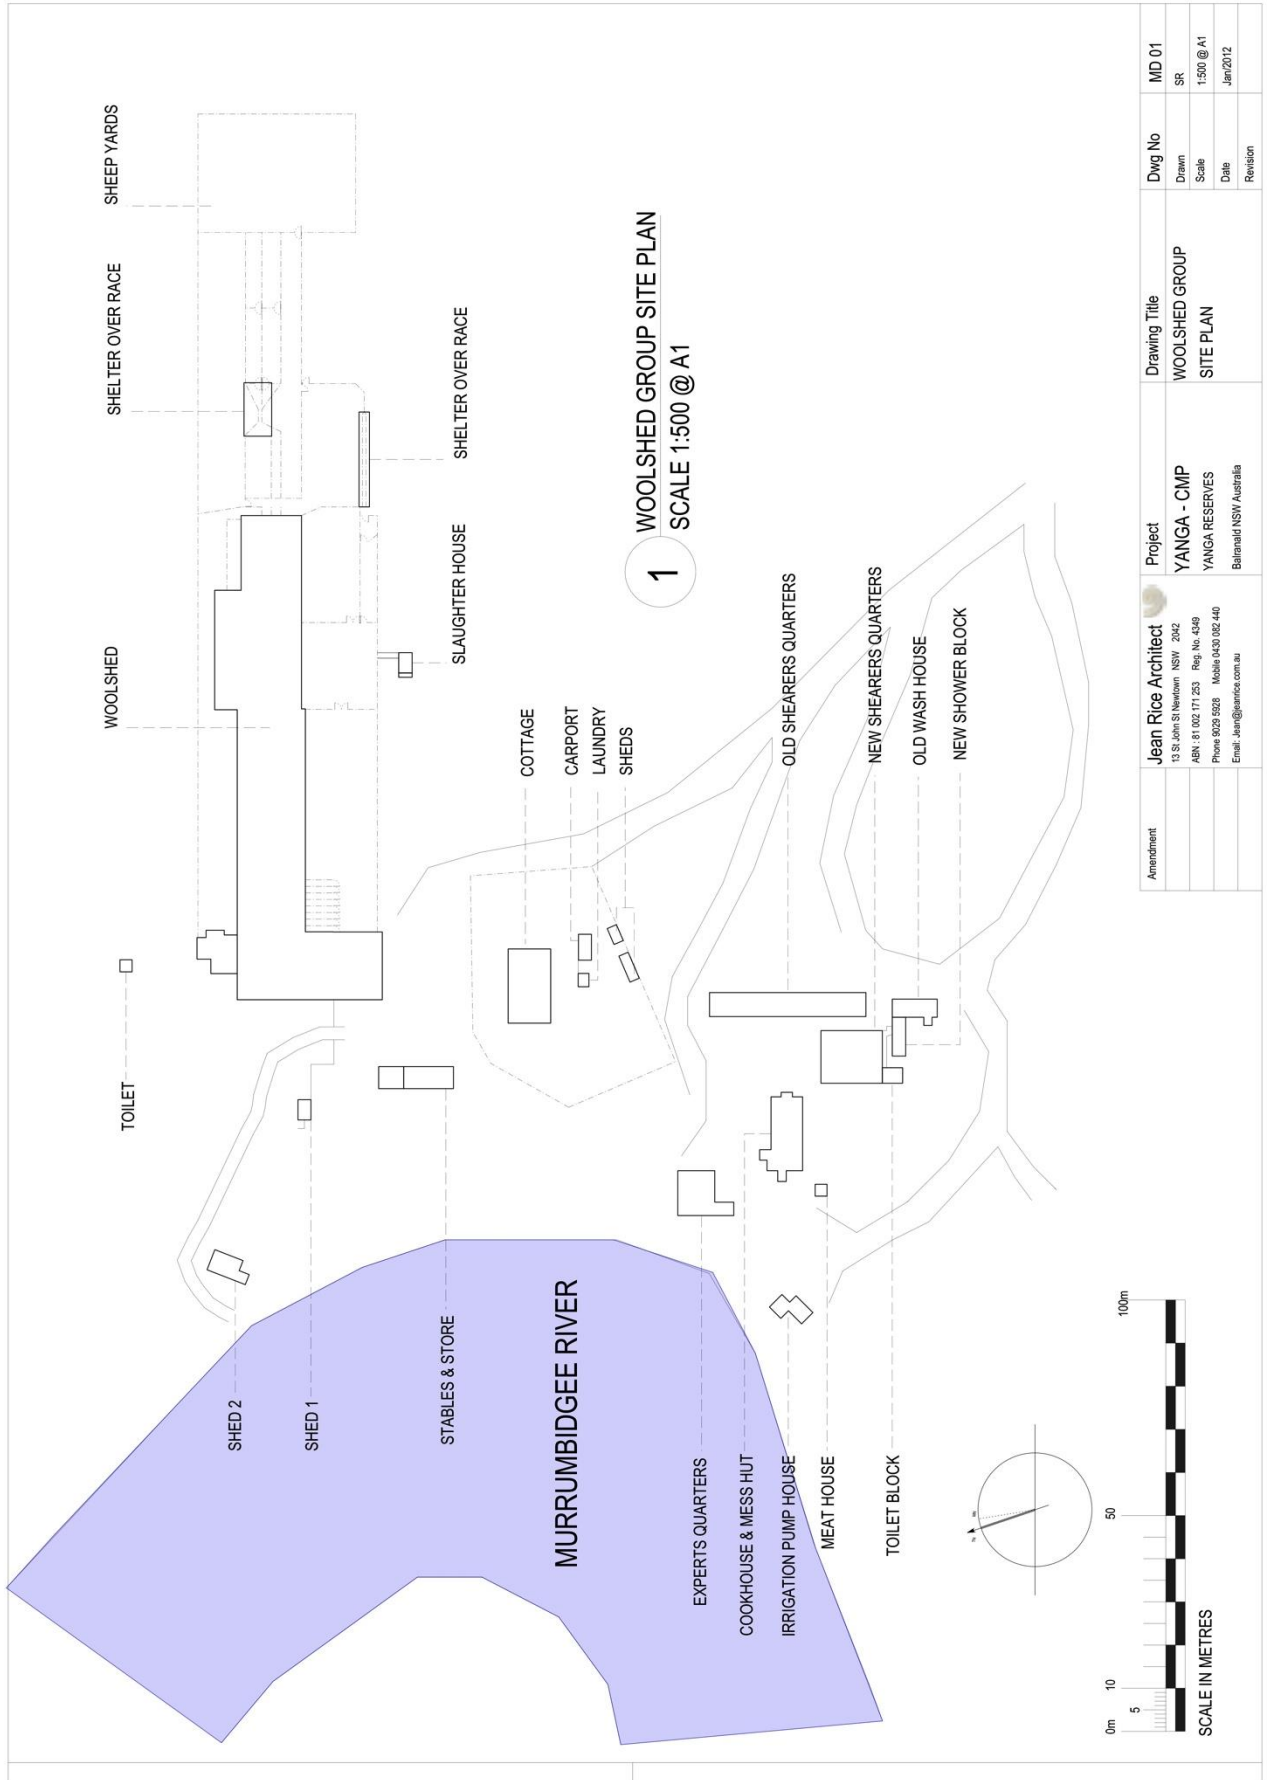 SHEEP YARDS
SHELTER OVER RACE
WOOLSHED
TOILET
SHELTER OVER RACE
SLAUGHTER HOUSE
1
WOOLSHED GROUP SITE PLAN
SCALE 1:500 @ A1
COTTAGE
CARPORT
LAUNDRY
SHEDS
OLD SHEARERS QUARTERS
NEW SHEARERS QUARTERS
OLD WASH HOUSE
NEW SHOWER BLOCK
SHED 2
SHED 1
STABLES & STORE
MURRUMBIDGEE RIVER
EXPERTS QUARTERS
COOKHOUSE & MESS HUT
IRRIGATION PUMP HOUSE
MEAT HOUSE
TOILET BLOCK
0m
5
10
50
100m
SCALE IN METRES
Amendment
Jean Rice Architect
13 St John St Newtown NSW 2042
ABN : 81 002 171 253 Reg. No. 4349
Phone 9029 5928 Mobile 0430 082 440
Email: Jean@jeanrice.com.au
Project
YANGA - CMP
YANGA RESERVES
Balranald NSW Australia
Drawing Title
WOOLSHED GROUP
SITE PLAN
Dwg No MD 01
Drawn SR
Scale 1:500 @ A1
Date Jan/2012
Revision